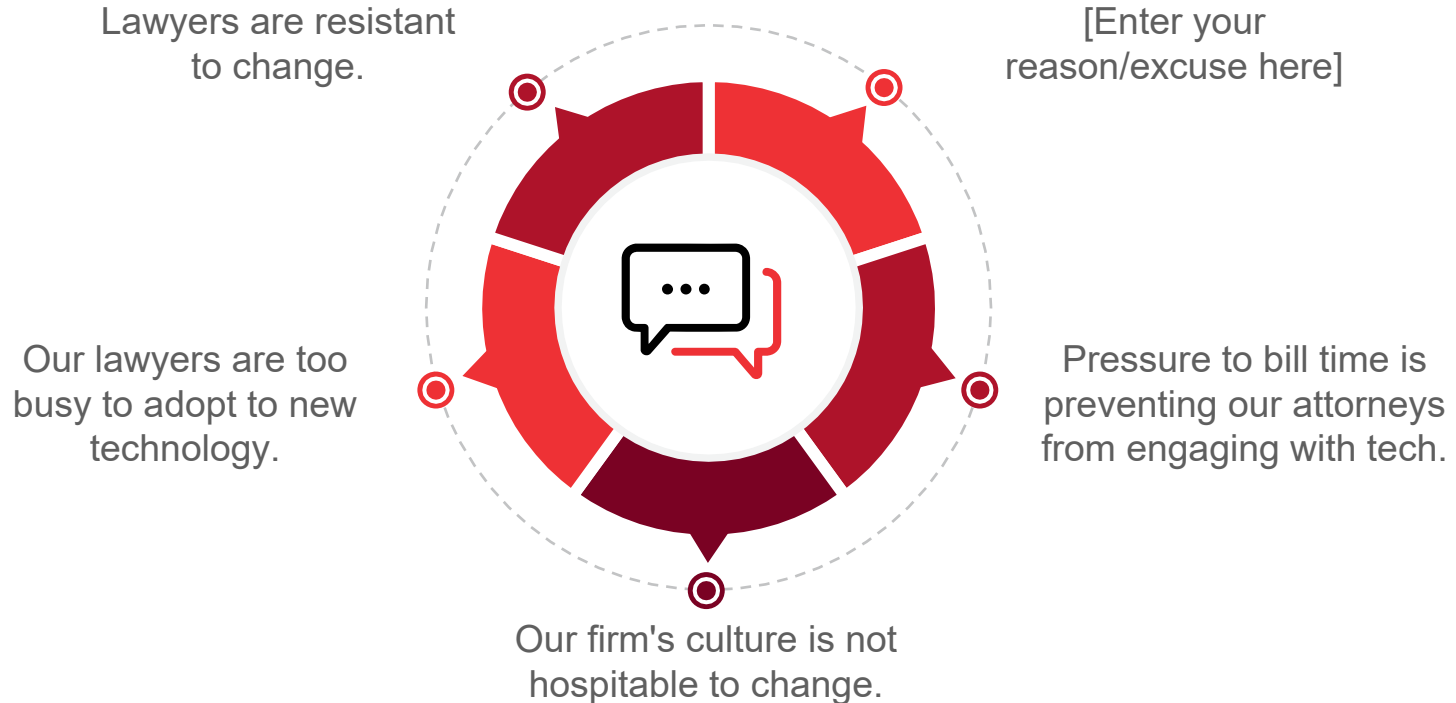 Lawyers are resistant
to change.
[Enter your
reason/excuse here]
Our lawyers are too
busy to adopt to new
technology.
Pressure to bill time is
preventing our attorneys
from engaging with tech.
Our firm's culture is not
hospitable to change.